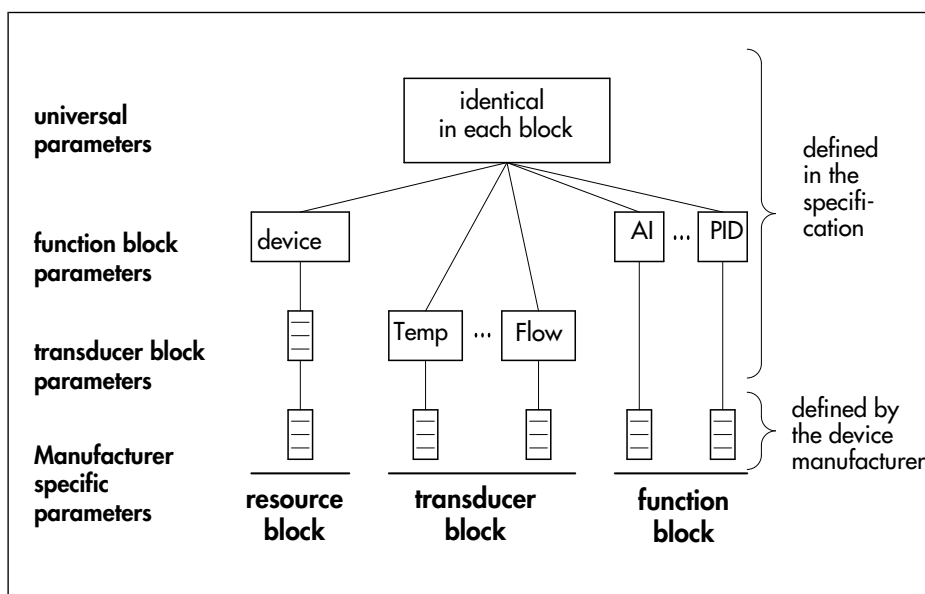 universal
parameters
identical
in each block
defined
in the
specifi-
cation
function block
parameters
device
AI ... PID
transducer block
parameters
Temp ... Flow
defined by
the device
manufacturer
Manufacturer
specific
parameters
resource
block
transducer
block
function
block